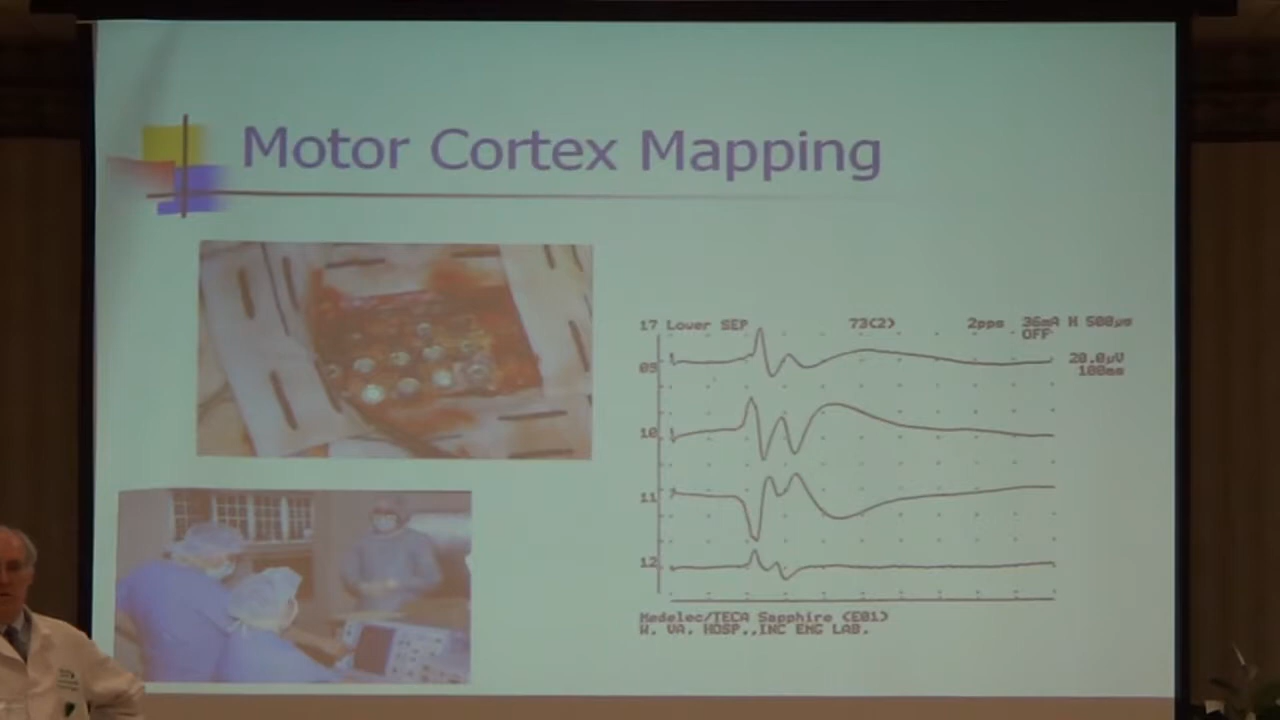 Motor Cortex Mapping
17 Lower SEP 73(2) 2pps 36mA H 500µs
OFF
09 20.0µV
100ms
10
11
12
Medelec/TECA Sapphire (E01)
W. VA. HOSP.,INC EMG LAB.